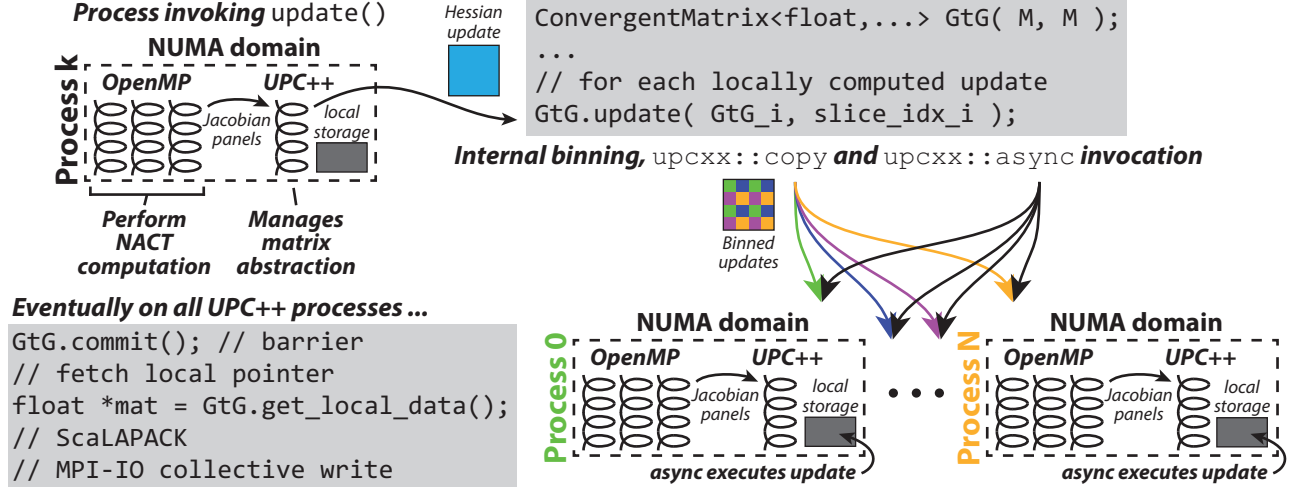 Process invoking update()
NUMA domain
Process k
OpenMP
UPC++
Jacobian
panels
local
storage
Perform
NACT
computation
Manages
matrix
abstraction
Hessian
update
ConvergentMatrix<float,...> GtG( M, M );
...
// for each locally computed update
GtG.update( GtG_i, slice_idx_i );
Internal binning, upcxx::copy and upcxx::async invocation
Binned
updates
Eventually on all UPC++ processes ...
GtG.commit(); // barrier
// fetch local pointer
float *mat = GtG.get_local_data();
// ScaLAPACK
// MPI-IO collective write
NUMA domain
Process 0
OpenMP
UPC++
Jacobian
panels
local
storage
async executes update
• • •
NUMA domain
Process N
OpenMP
UPC++
Jacobian
panels
local
storage
async executes update